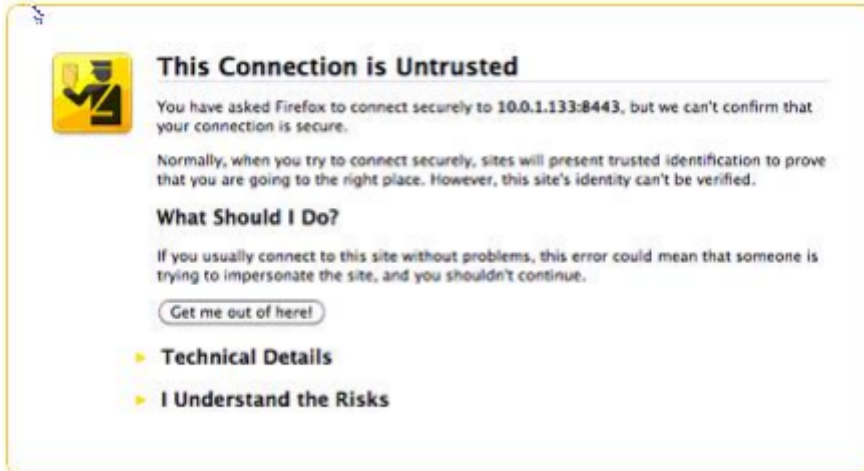 This Connection is Untrusted
You have asked Firefox to connect securely to 10.0.1.133:8443, but we can't confirm that
your connection is secure.
Normally, when you try to connect securely, sites will present trusted identification to prove
that you are going to the right place. However, this site's identity can't be verified.
What Should I Do?
If you usually connect to this site without problems, this error could mean that someone is
trying to impersonate the site, and you shouldn't continue.
Get me out of here!
Technical Details
I Understand the Risks